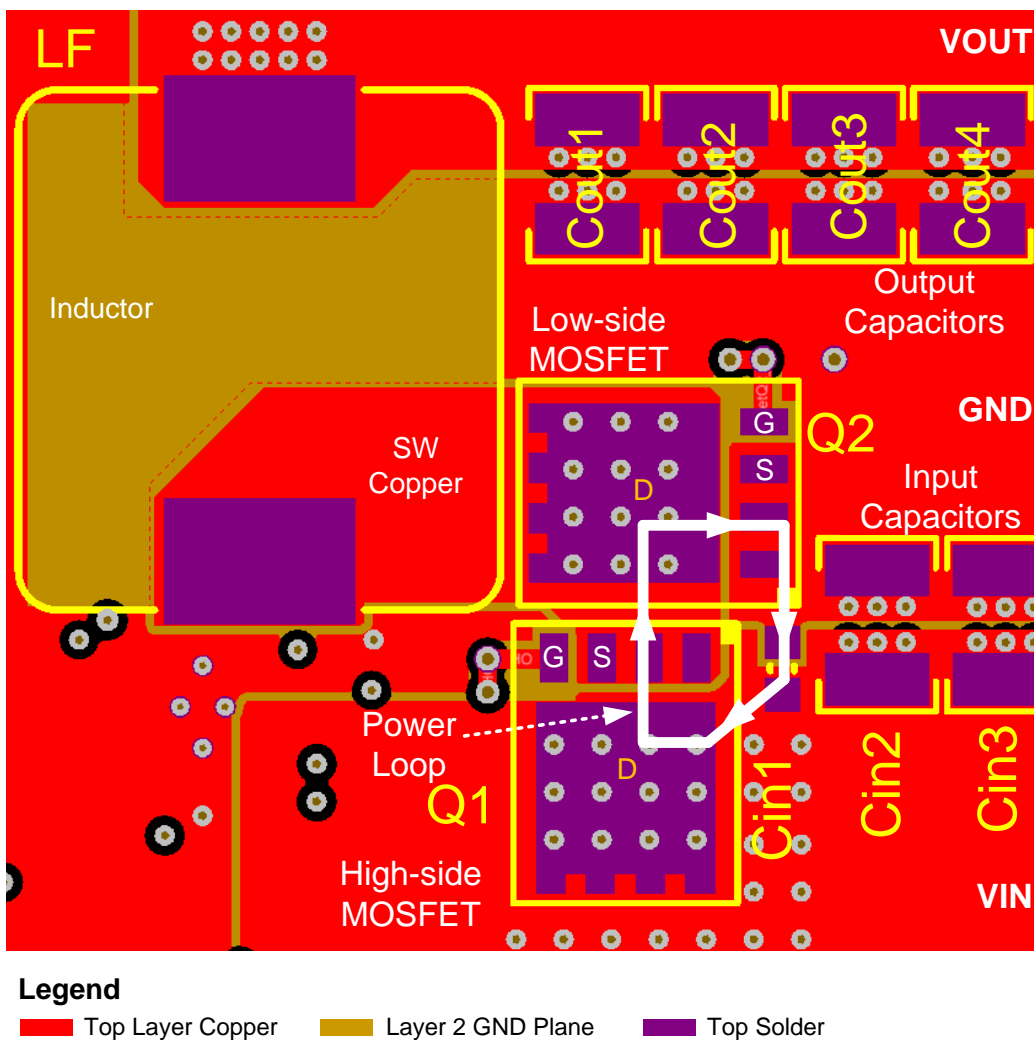 LF
VOUT
Cout1
Cout2
Cout3
Cout4
Inductor
Output
Capacitors
Low-side
MOSFET
GND
G
Q2
S
D
SW
Copper
Input
Capacitors
G
S
Power
Loop
D
Q1
Cin1
Cin2
Cin3
High-side
MOSFET
VIN
Legend
Top Layer Copper
Layer 2 GND Plane
Top Solder